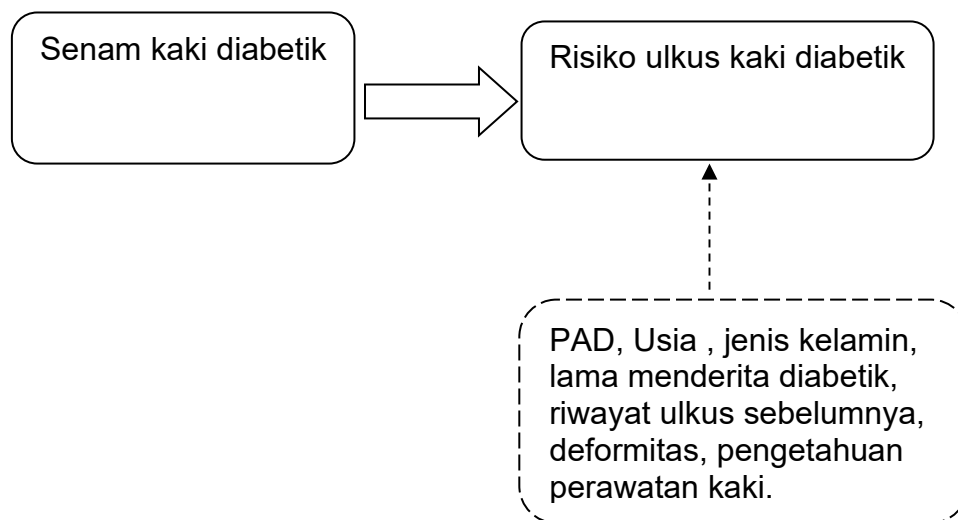 Senam kaki diabetik
Risiko ulkus kaki diabetik
PAD, Usia , jenis kelamin,
lama menderita diabetik,
riwayat ulkus sebelumnya,
deformitas, pengetahuan
perawatan kaki.